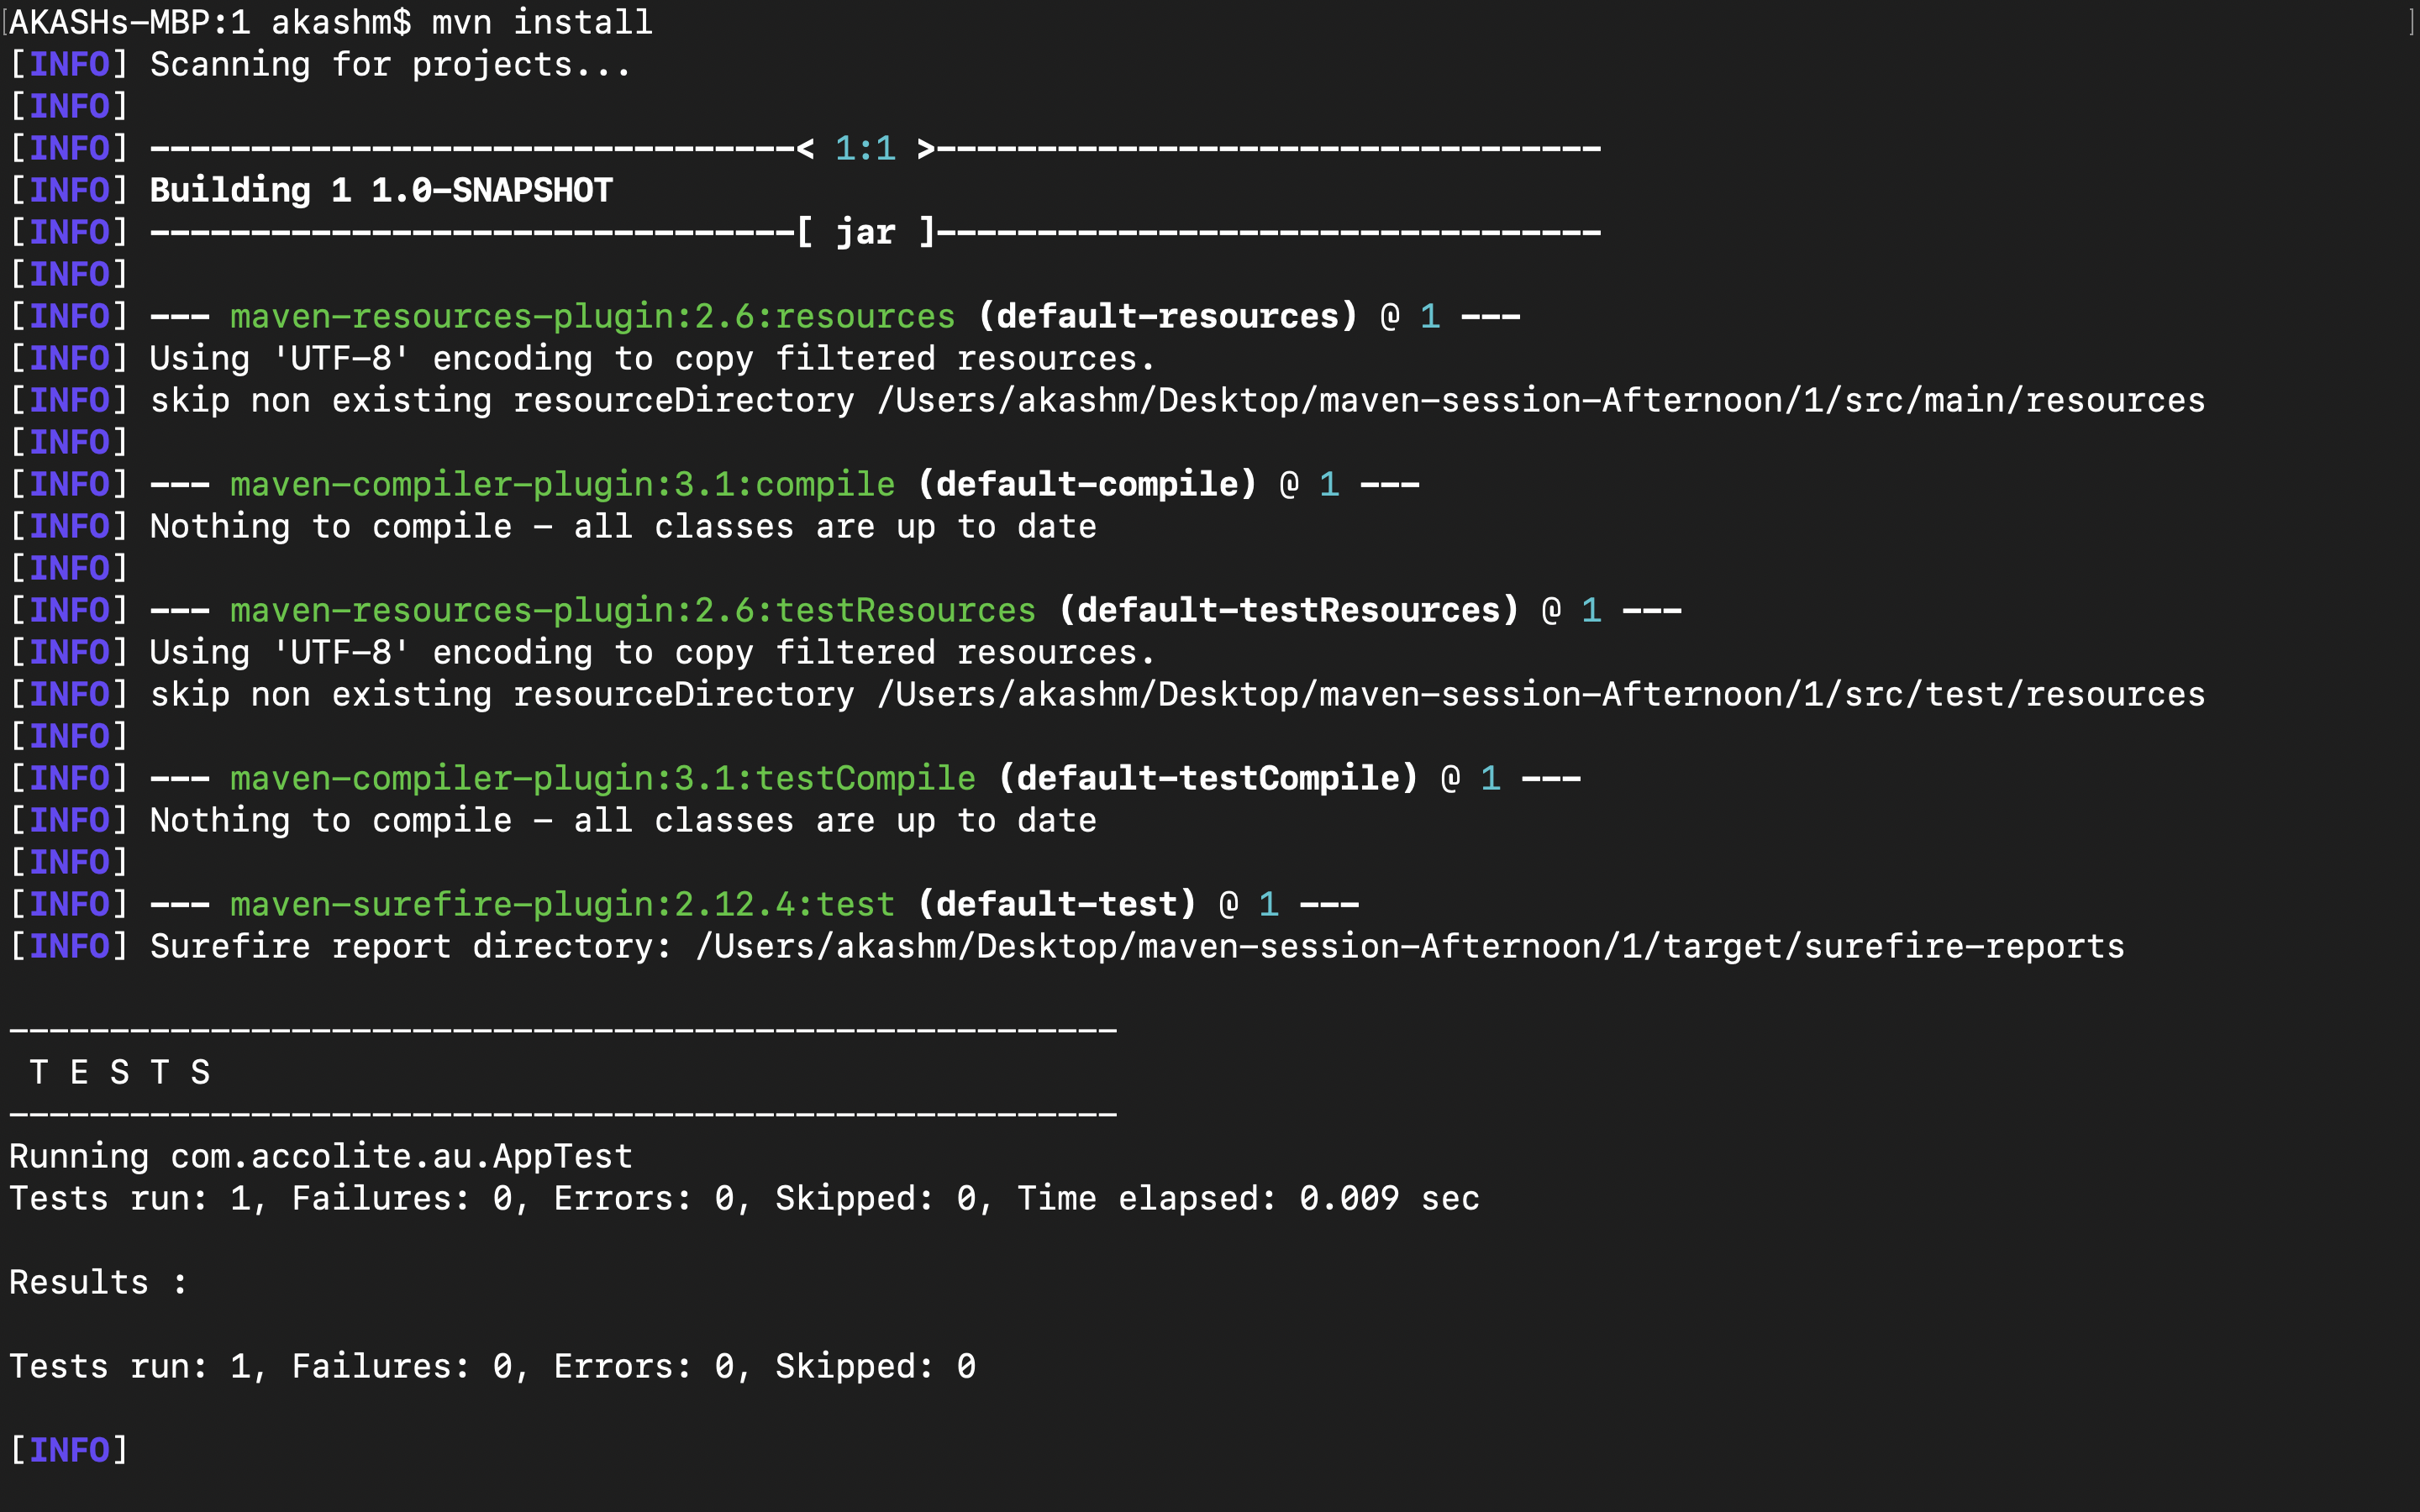 AKASHs-MBP:1 akashm$ mvn install
[INFO] Scanning for projects...
[INFO]
[INFO] --------------------------------< 1:1 >---------------------------------
[INFO] Building 1 1.0-SNAPSHOT
[INFO] --------------------------------[ jar ]---------------------------------
[INFO]
[INFO] --- maven-resources-plugin:2.6:resources (default-resources) @ 1 ---
[INFO] Using 'UTF-8' encoding to copy filtered resources.
[INFO] skip non existing resourceDirectory /Users/akashm/Desktop/maven-session-Afternoon/1/src/main/resources
[INFO]
[INFO] --- maven-compiler-plugin:3.1:compile (default-compile) @ 1 ---
[INFO] Nothing to compile - all classes are up to date
[INFO]
[INFO] --- maven-resources-plugin:2.6:testResources (default-testResources) @ 1 ---
[INFO] Using 'UTF-8' encoding to copy filtered resources.
[INFO] skip non existing resourceDirectory /Users/akashm/Desktop/maven-session-Afternoon/1/src/test/resources
[INFO]
[INFO] --- maven-compiler-plugin:3.1:testCompile (default-testCompile) @ 1 ---
[INFO] Nothing to compile - all classes are up to date
[INFO]
[INFO] --- maven-surefire-plugin:2.12.4:test (default-test) @ 1 ---
[INFO] Surefire report directory: /Users/akashm/Desktop/maven-session-Afternoon/1/target/surefire-reports
-------------------------------------------------------
T E S T S
-------------------------------------------------------
Running com.accolite.au.AppTest
Tests run: 1, Failures: 0, Errors: 0, Skipped: 0, Time elapsed: 0.009 sec
Results :
Tests run: 1, Failures: 0, Errors: 0, Skipped: 0
[INFO]